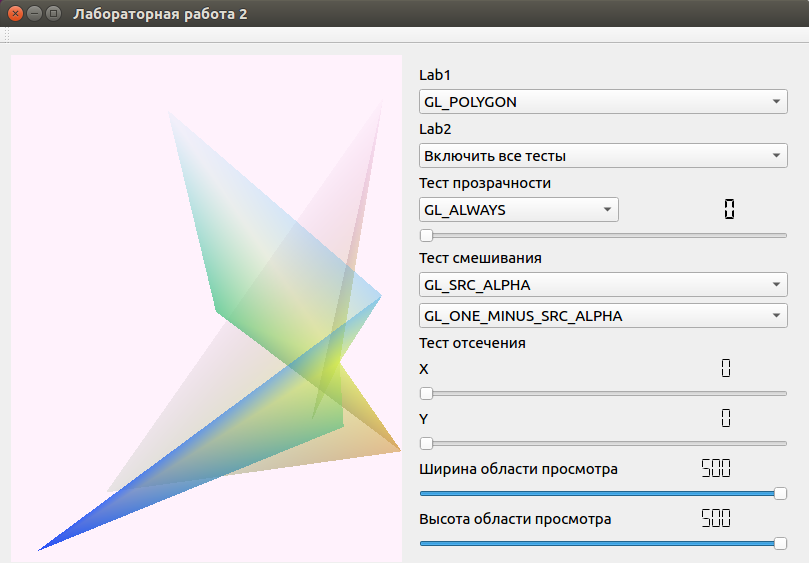 Лабораторная работа 2
Lab1
GL_POLYGON
Lab2
Включить все тесты
Тест прозрачности
GL_ALWAYS 0
Тест смешивания
GL_SRC_ALPHA
GL_ONE_MINUS_SRC_ALPHA
Тест отсечения
X 0
Y 0
Ширина области просмотра 500
Высота области просмотра 500